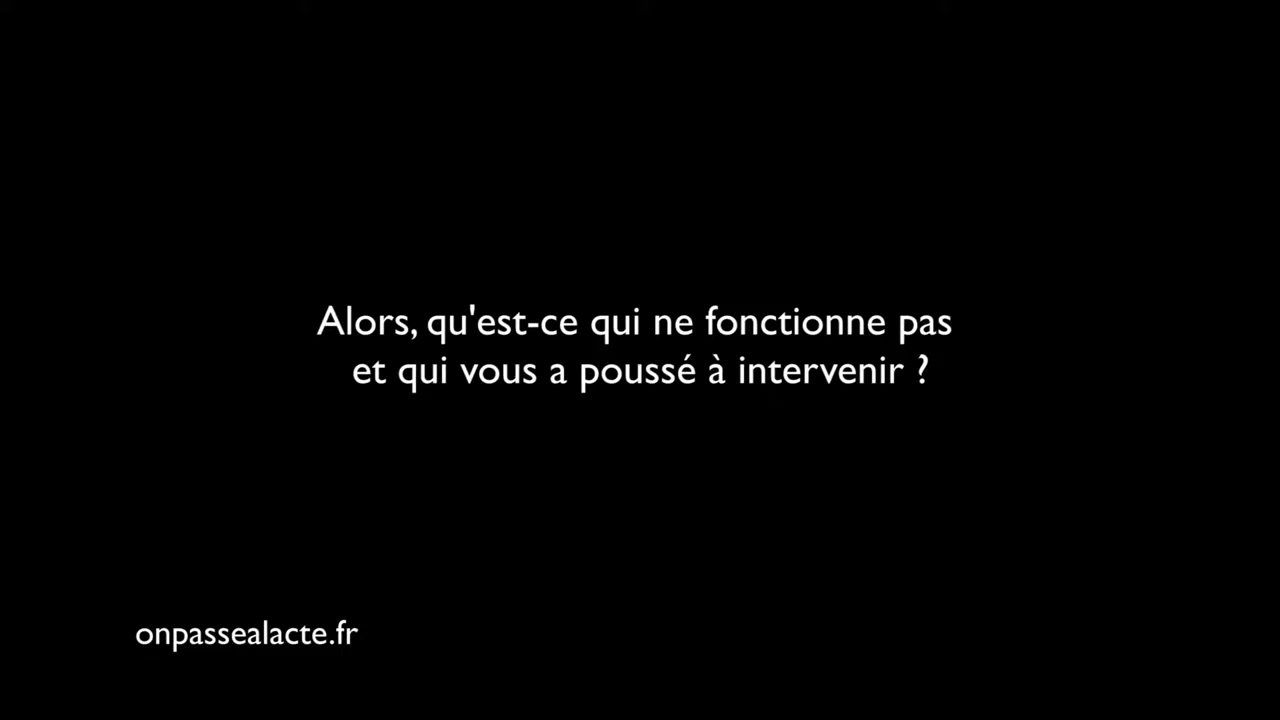 Alors, qu'est-ce qui ne fonctionne pas
et qui vous a poussé à intervenir ?
onpassealacte.fr